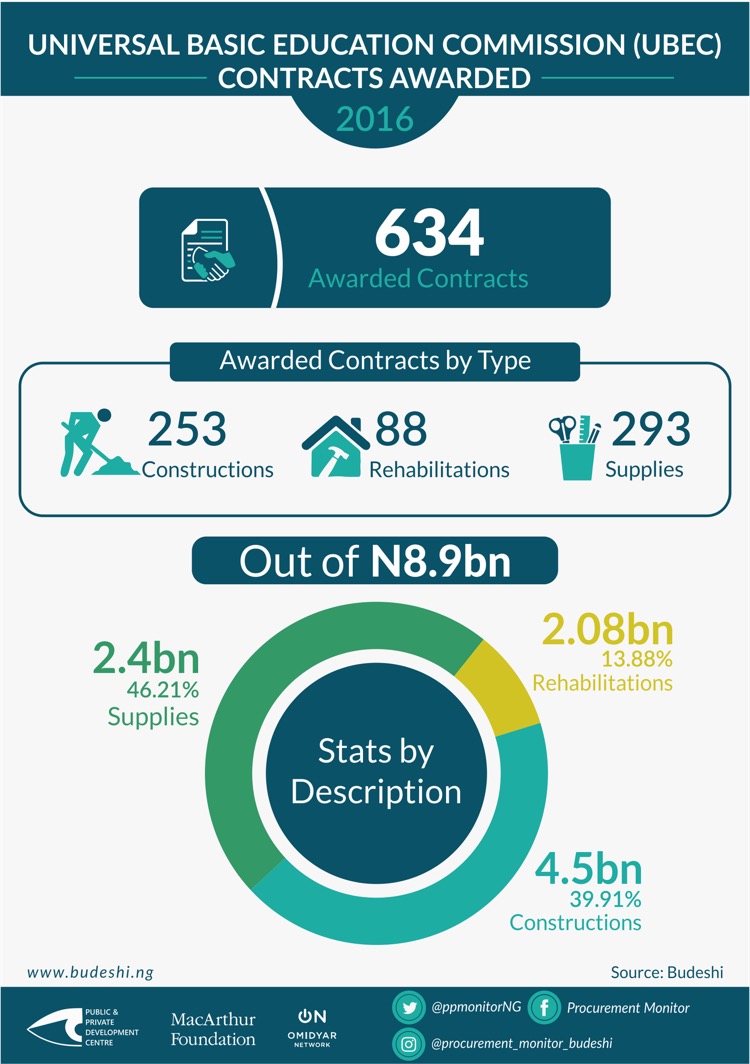 UNIVERSAL BASIC EDUCATION COMMISSION (UBEC)
CONTRACTS AWARDED
2016
634
Awarded Contracts
Awarded Contracts by Type
253
Constructions
88
Rehabilitations
293
Supplies
Out of N8.9bn
2.4bn
46.21%
Supplies
2.08bn
13.88%
Rehabilitations
Stats by
Description
4.5bn
39.91%
Constructions
www.budeshi.ng
Source: Budeshi
PUBLIC &
PRIVATE
DEVELOPMENT
CENTRE
MacArthur
Foundation
ON
OMIDYAR
NETWORK
@ppmonitorNG
Procurement Monitor
@procurement_monitor_budeshi